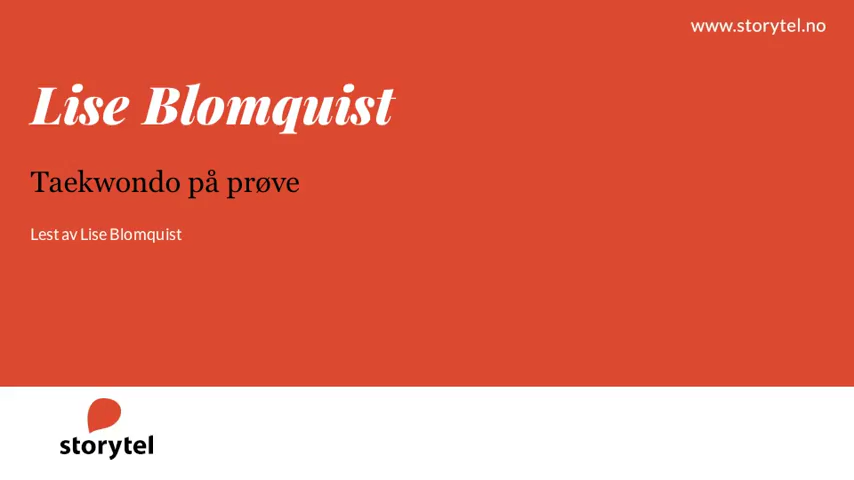 www.storytel.no
Lise Blomquist
Taekwondo på prøve
Lest av Lise Blomquist
storytel